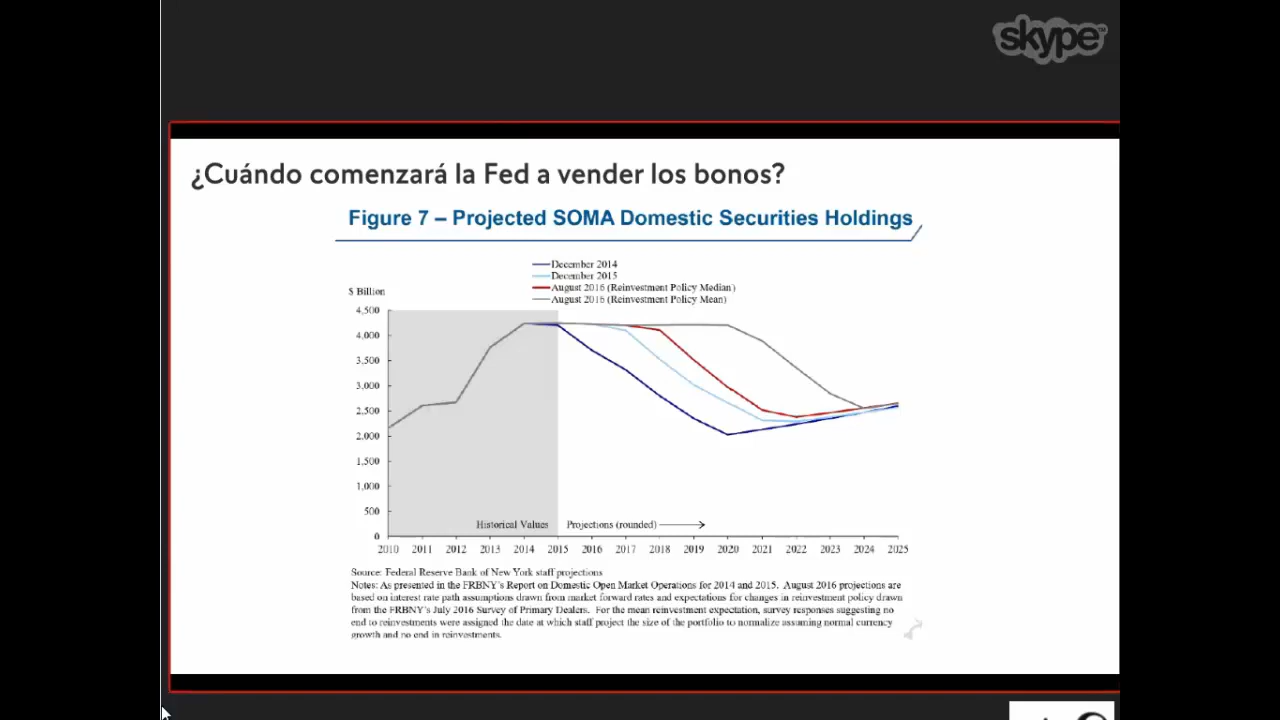 skype
¿Cuándo comenzará la Fed a vender los bonos?
Figure 7 – Projected SOMA Domestic Securities Holdings
December 2014
December 2015
August 2016 (Reinvestment Policy Median)
August 2016 (Reinvestment Policy Mean)
$ Billion
4,500
4,000
3,500
3,000
2,500
2,000
1,500
1,000
500
0
Historical Values
Projections (rounded)
2010 2011 2012 2013 2014 2015 2016 2017 2018 2019 2020 2021 2022 2023 2024 2025
Source: Federal Reserve Bank of New York staff projections
Notes: As presented in the FRBNY's Report on Domestic Open Market Operations for 2014 and 2015. August 2016 projections are
based on interest rate path assumptions drawn from market forward rates and expectations for changes in reinvestment policy drawn
from the FRBNY's July 2016 Survey of Primary Dealers. For the mean reinvestment expectation, survey responses suggesting no
end to reinvestments were assigned the date at which staff project the size of the portfolio to normalize assuming normal currency
growth and no end in reinvestments.